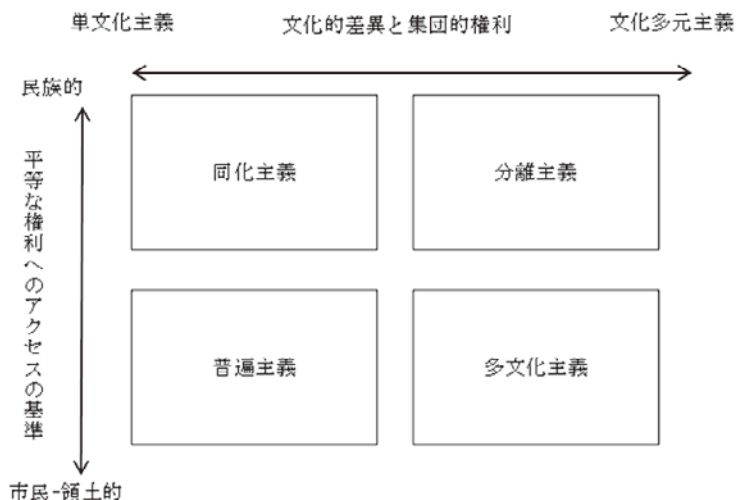 単文化主義 文化的差異と集団的権利 文化多元主義
民族的
平等な権利へのアクセスの基準
同化主義 分離主義
普遍主義 多文化主義
市民-領土的